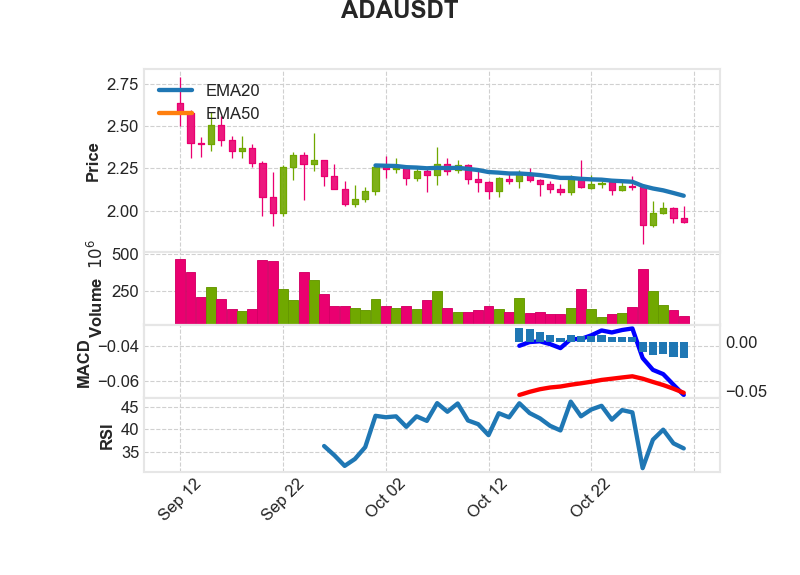 ADAUSDT
EMA20
EMA50
Price
2.75
2.50
2.25
2.00
Volume 10^6
500
250
MACD
−0.04
−0.06
0.00
−0.05
RSI
45
40
35
Sep 12
Sep 22
Oct 02
Oct 12
Oct 22